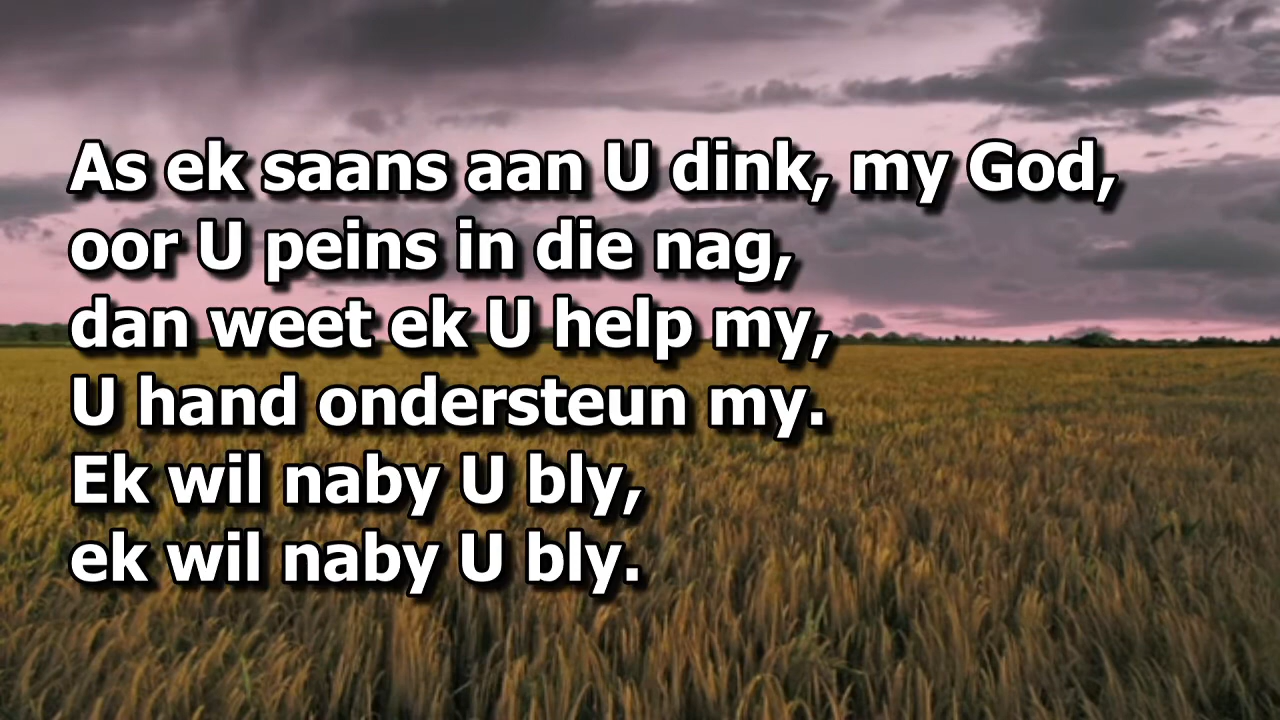 As ek saans aan U dink, my God,
oor U peins in die nag,
dan weet ek U help my,
U hand ondersteun my.
Ek wil naby U bly,
ek wil naby U bly.